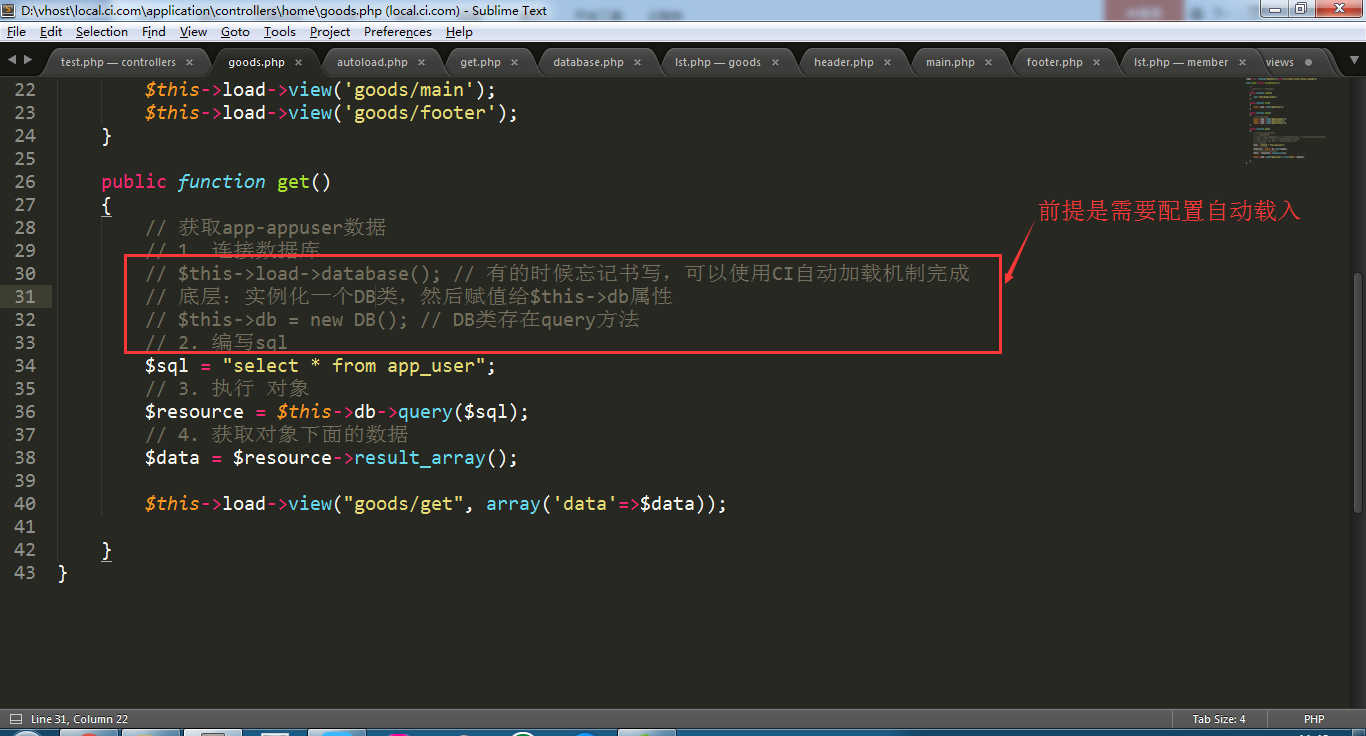 D:\vhost\local.ci.com\application\controllers\home\goods.php (local.ci.com) - Sublime Text
File Edit Selection Find View Goto Tools Project Preferences Help
test.php — controllers × goods.php × autoload.php × get.php × database.php × lst.php — goods × header.php × main.php × footer.php × lst.php — member × views
22 $this->load->view('goods/main');
23 $this->load->view('goods/footer');
24 }
25
26 public function get()
27 {
28 // 获取app-appuser数据
29 // 1. 连接数据库
前提是需要配置自动载入
30 // $this->load->database(); // 有的时候忘记书写，可以使用CI自动加载机制完成
31 // 底层：实例化一个DB类，然后赋值给$this->db属性
32 // $this->db = new DB(); // DB类存在query方法
33 // 2. 编写sql
34 $sql = "select * from app_user";
35 // 3. 执行 对象
36 $resource = $this->db->query($sql);
37 // 4. 获取对象下面的数据
38 $data = $resource->result_array();
39
40 $this->load->view("goods/get", array('data'=>$data));
41
42 }
43 }
Line 31, Column 22
Tab Size: 4
PHP